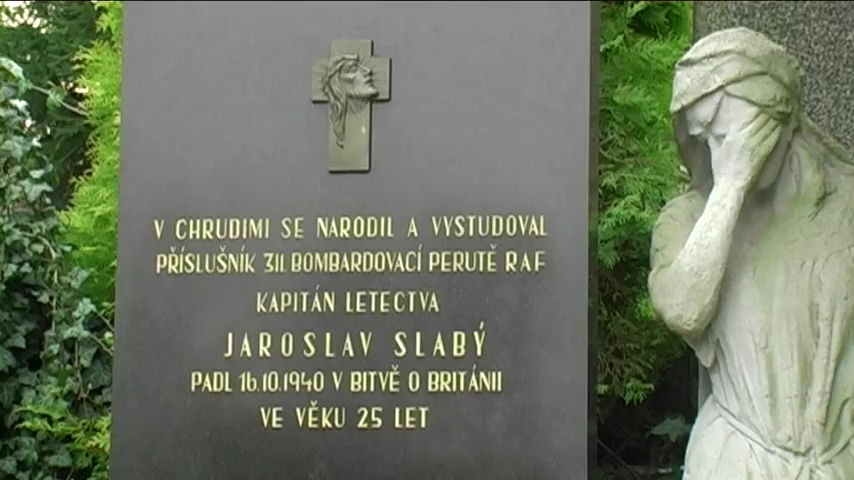 V CHRUDIMI SE NARODIL A VYSTUDOVAL
PŘÍSLUŠNÍK 311. BOMBARDOVACÍ PERUTĚ RAF
KAPITÁN LETECTVA
JAROSLAV SLABÝ
PADL 16.10.1940 V BITVĚ O BRITÁNII
VE VĚKU 25 LET